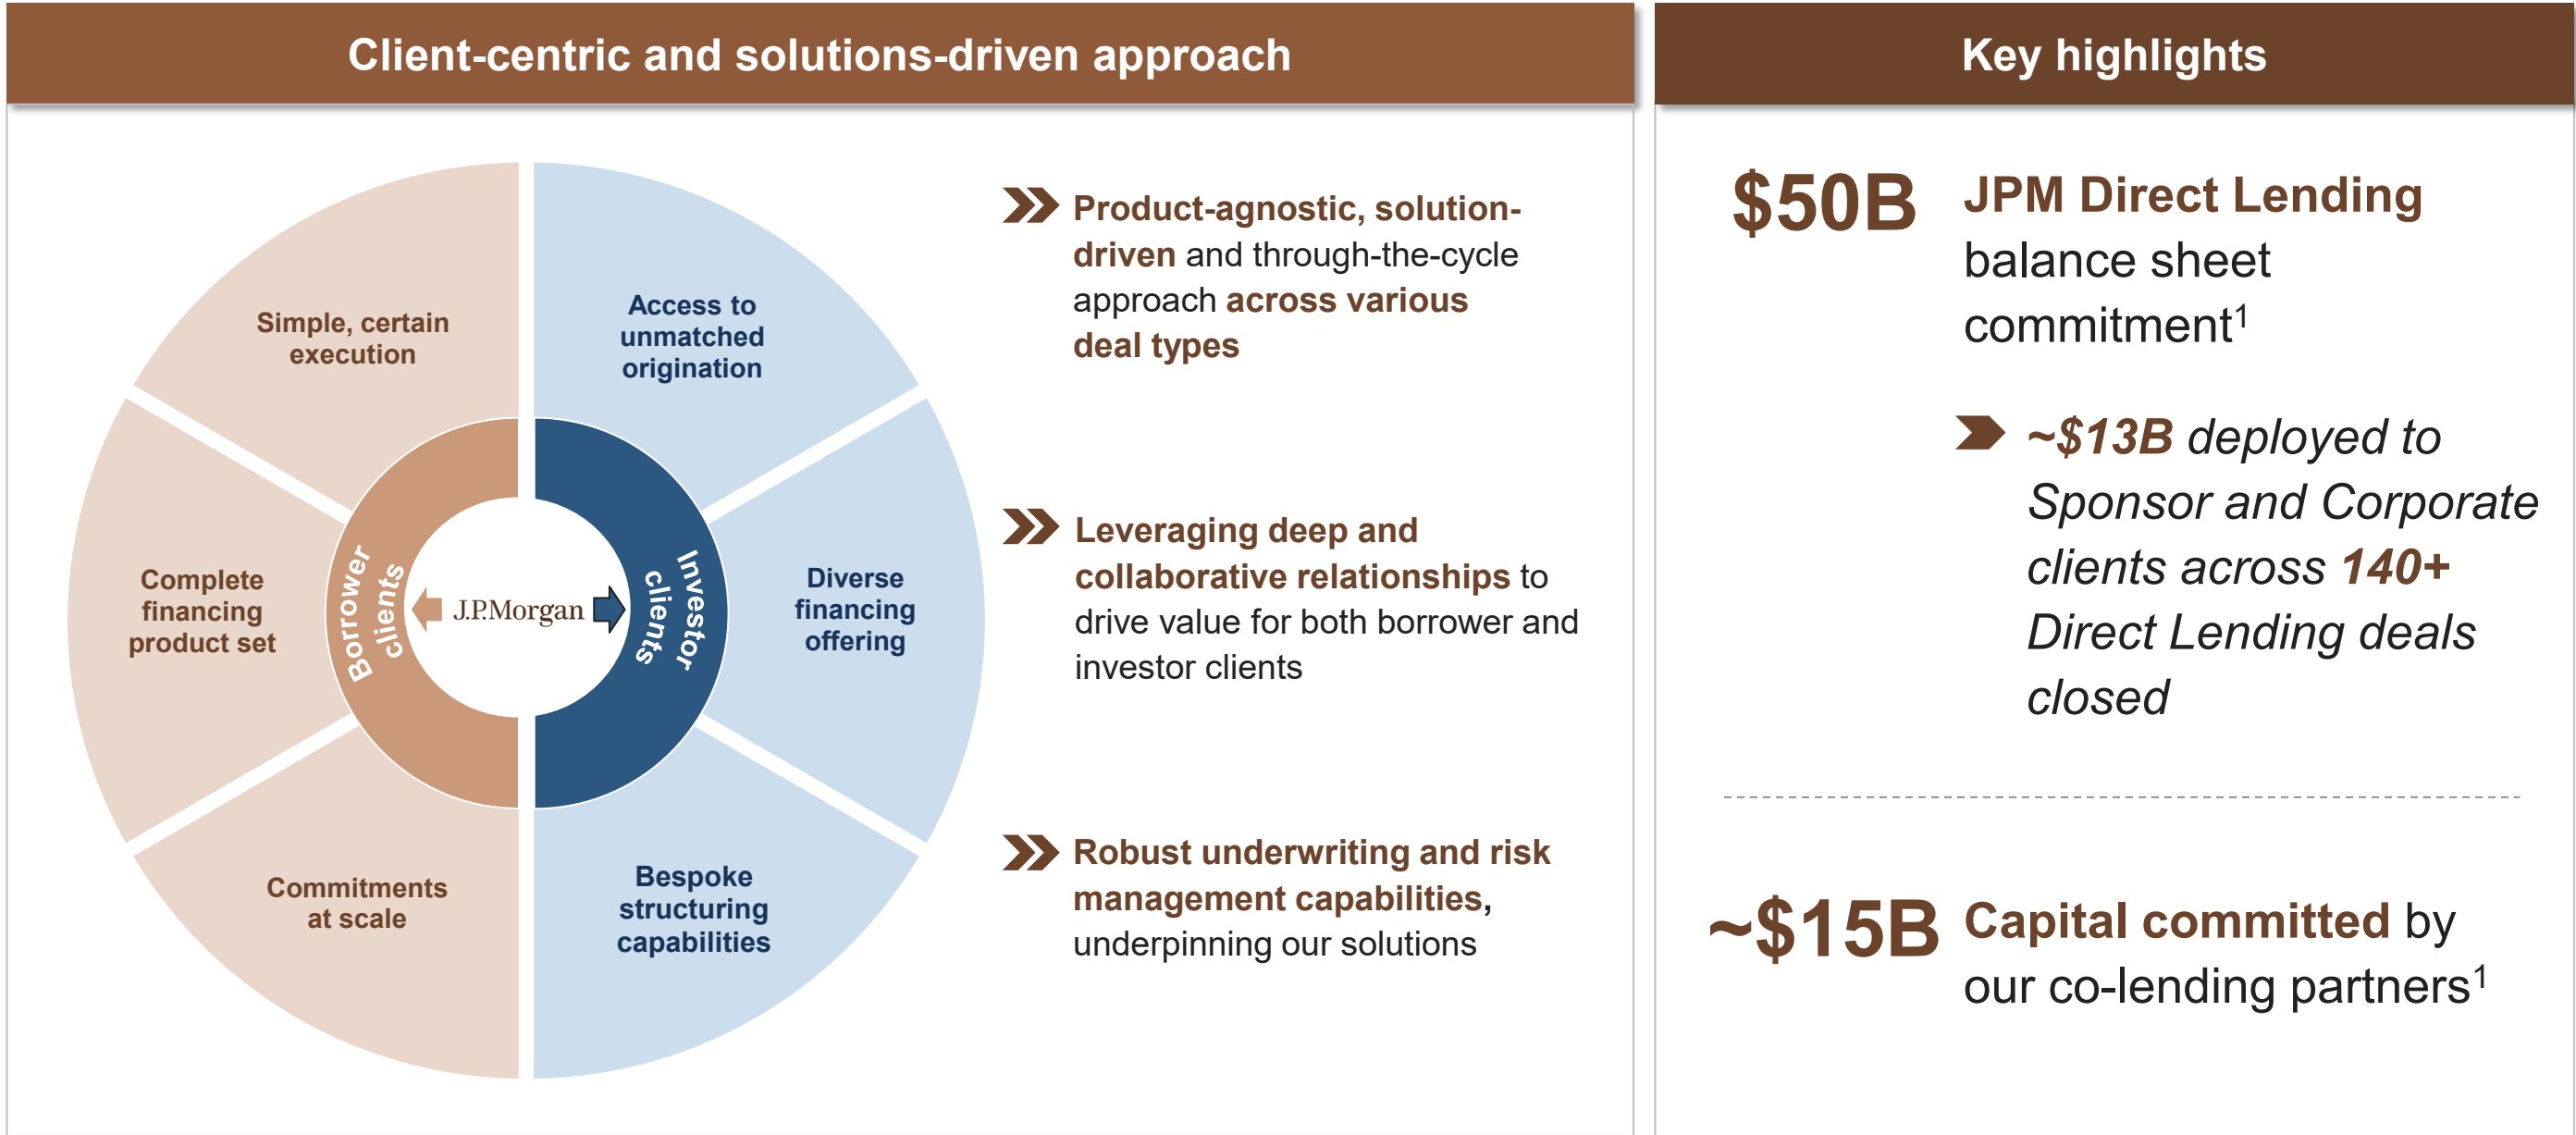 Client-centric and solutions-driven approach
Simple, certain
execution
Access to
unmatched
origination
Complete
financing
product set
Borrower
clients
J.P.Morgan
Investor
clients
Diverse
financing
offering
Commitments
at scale
Bespoke
structuring
capabilities
Product-agnostic, solution-
driven and through-the-cycle
approach across various
deal types
Leveraging deep and
collaborative relationships to
drive value for both borrower and
investor clients
Robust underwriting and risk
management capabilities,
underpinning our solutions
Key highlights
$50B
JPM Direct Lending
balance sheet
commitment¹
~$13B deployed to
Sponsor and Corporate
clients across 140+
Direct Lending deals
closed
~$15B
Capital committed by
our co-lending partners¹